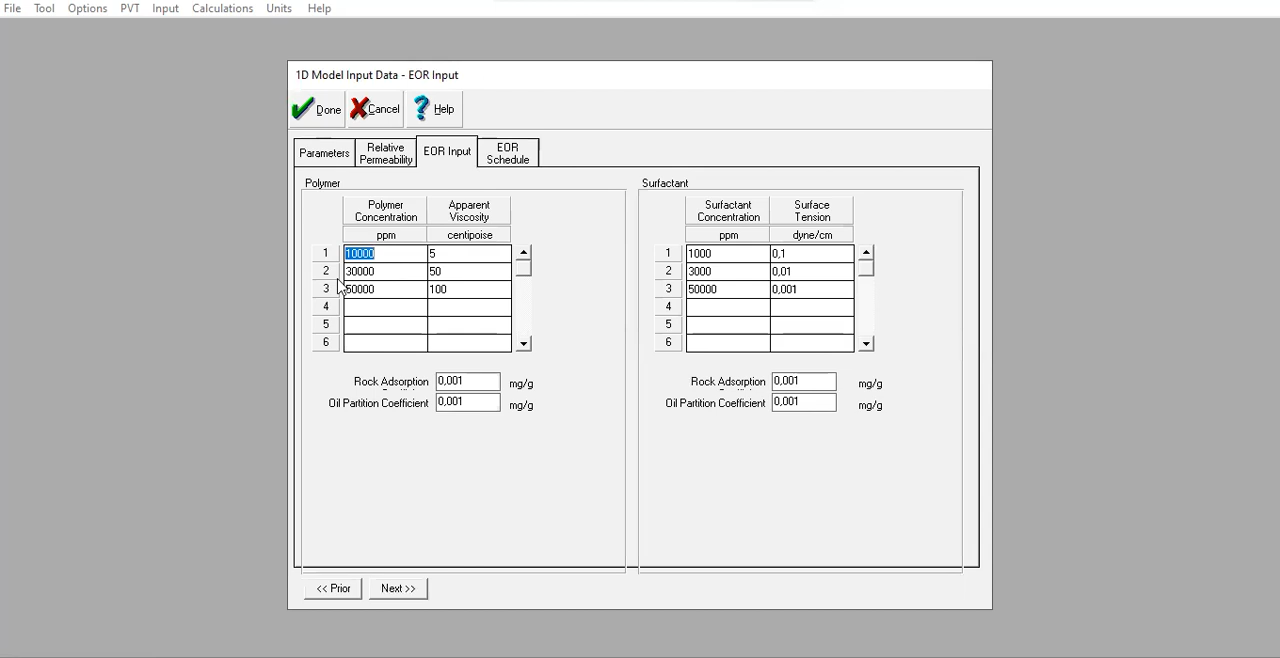 File Tool Options PVT Input Calculations Units Help
1D Model Input Data - EOR Input
Done Cancel Help
Parameters Relative Permeability EOR Input EOR Schedule
Polymer
Polymer Concentration Apparent Viscosity
ppm centipoise
1 10000 5
2 30000 50
3 50000 100
4
5
6
Rock Adsorption 0,001 mg/g
Oil Partition Coefficient 0,001 mg/g
Surfactant
Surfactant Concentration Surface Tension
ppm dyne/cm
1 1000 0,1
2 3000 0,01
3 50000 0,001
4
5
6
Rock Adsorption 0,001 mg/g
Oil Partition Coefficient 0,001 mg/g
<< Prior Next >>